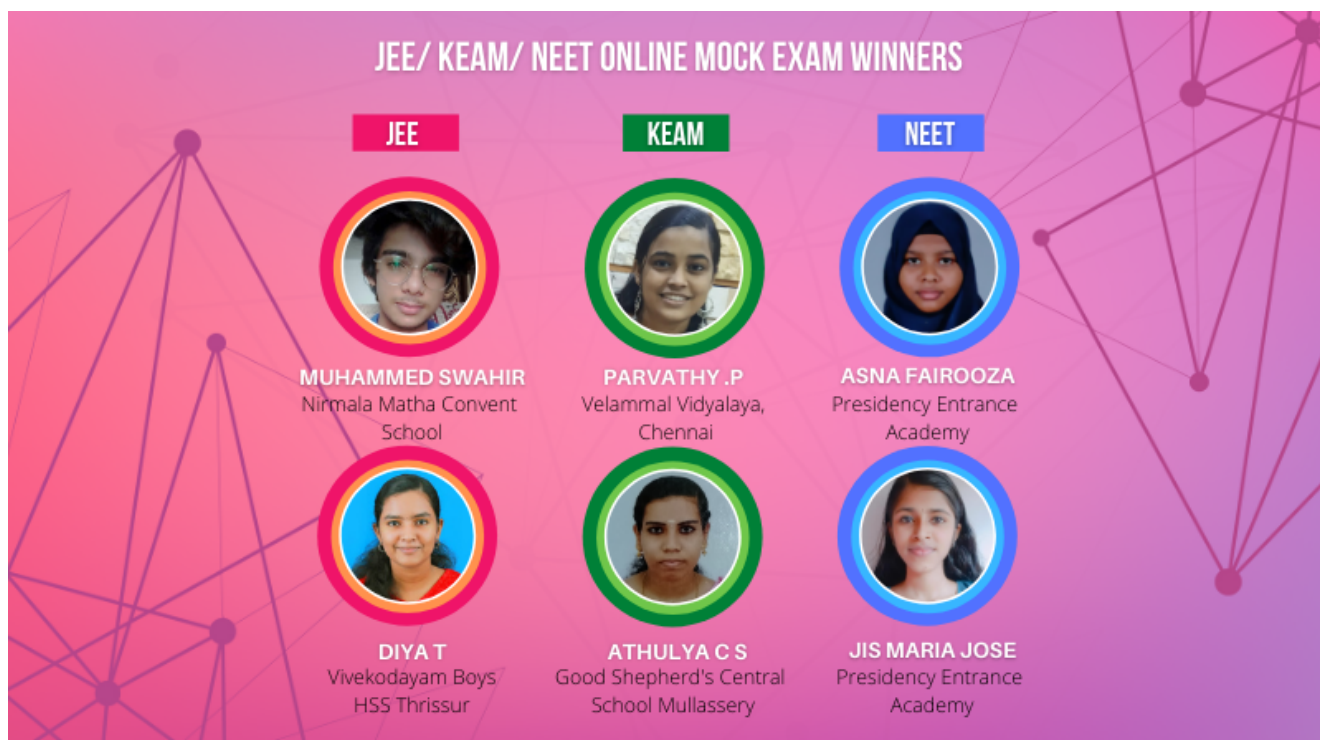 JEE/ KEAM/ NEET ONLINE MOCK EXAM WINNERS
JEE
KEAM
NEET
MUHAMMED SWAHIR
Nirmala Matha Convent
School
PARVATHY .P
Velammal Vidyalaya,
Chennai
ASNA FAIROOZA
Presidency Entrance
Academy
DIYA T
Vivekodayam Boys
HSS Thrissur
ATHULYA C S
Good Shepherd's Central
School Mullassery
JIS MARIA JOSE
Presidency Entrance
Academy